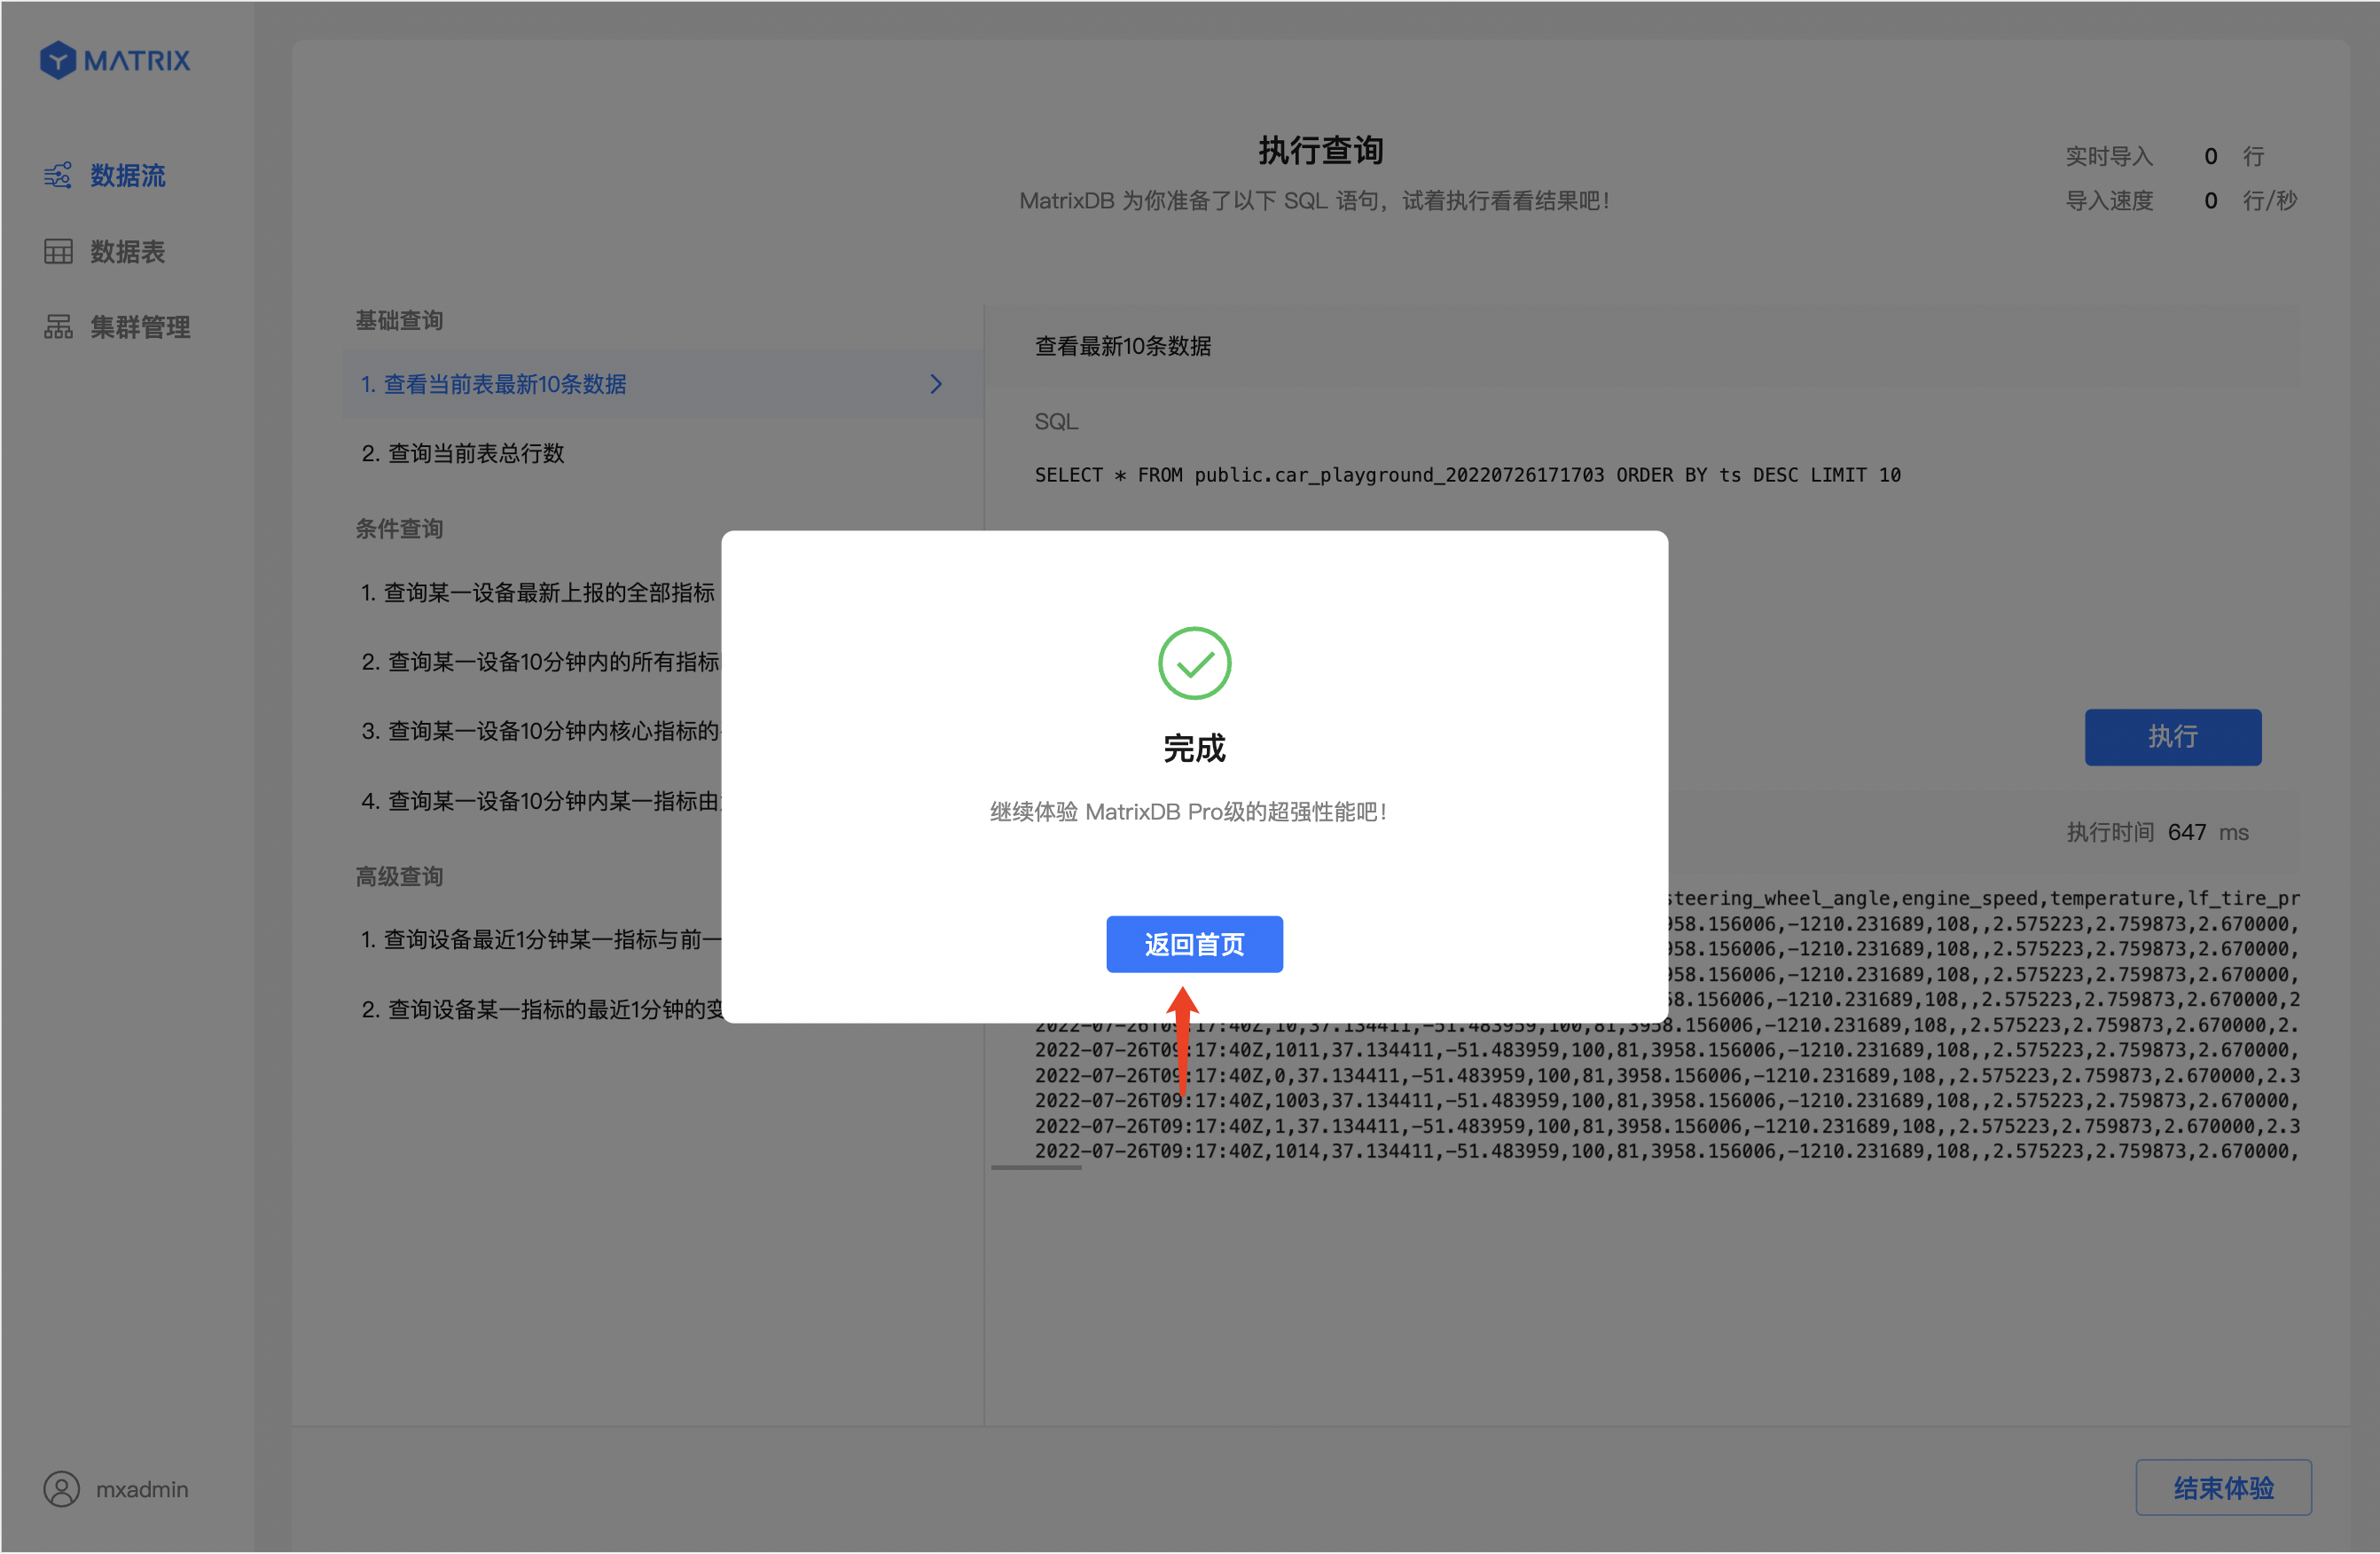 MATRIX
数据流
数据表
集群管理
mxadmin
执行查询
MatrixDB 为你准备了以下 SQL 语句，试着执行看看结果吧！
实时导入 0 行
导入速度 0 行/秒
基础查询
1. 查看当前表最新10条数据
2. 查询当前表总行数
条件查询
1. 查询某一设备最新上报的全部指标
2. 查询某一设备10分钟内的所有指标
3. 查询某一设备10分钟内核心指标的
4. 查询某一设备10分钟内某一指标由
高级查询
1. 查询设备最近1分钟某一指标与前一
2. 查询设备某一指标的最近1分钟的变
查看最新10条数据
SQL
SELECT * FROM public.car_playground_20220726171703 ORDER BY ts DESC LIMIT 10
执行
执行时间 647 ms
完成
继续体验 MatrixDB Pro级的超强性能吧！
返回首页
steering_wheel_angle,engine_speed,temperature,lf_tire_pr
958.156006,-1210.231689,108,,2.575223,2.759873,2.670000,
958.156006,-1210.231689,108,,2.575223,2.759873,2.670000,
958.156006,-1210.231689,108,,2.575223,2.759873,2.670000,
58.156006,-1210.231689,108,,2.575223,2.759873,2.670000,2
2022-07-26T09:17:40Z,10,37.134411,-51.483959,100,81,3958.156006,-1210.231689,108,,2.575223,2.759873,2.670000,2.
2022-07-26T09:17:40Z,1011,37.134411,-51.483959,100,81,3958.156006,-1210.231689,108,,2.575223,2.759873,2.670000,
2022-07-26T09:17:40Z,0,37.134411,-51.483959,100,81,3958.156006,-1210.231689,108,,2.575223,2.759873,2.670000,2.3
2022-07-26T09:17:40Z,1003,37.134411,-51.483959,100,81,3958.156006,-1210.231689,108,,2.575223,2.759873,2.670000,
2022-07-26T09:17:40Z,1,37.134411,-51.483959,100,81,3958.156006,-1210.231689,108,,2.575223,2.759873,2.670000,2.3
2022-07-26T09:17:40Z,1014,37.134411,-51.483959,100,81,3958.156006,-1210.231689,108,,2.575223,2.759873,2.670000,
结束体验